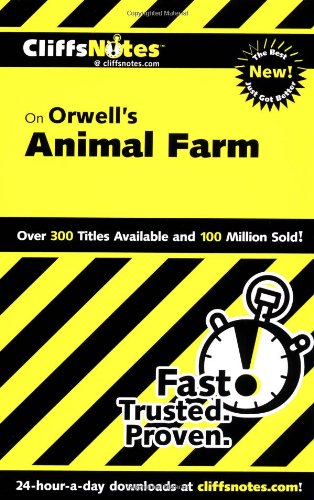 CliffsNotes™
@ cliffsnotes.com
The Best
New!
Just Got Better
On Orwell's
Animal Farm
Over 300 Titles Available and 100 Million Sold!
Fast.
Trusted.
Proven.
24-hour-a-day downloads at cliffsnotes.com!